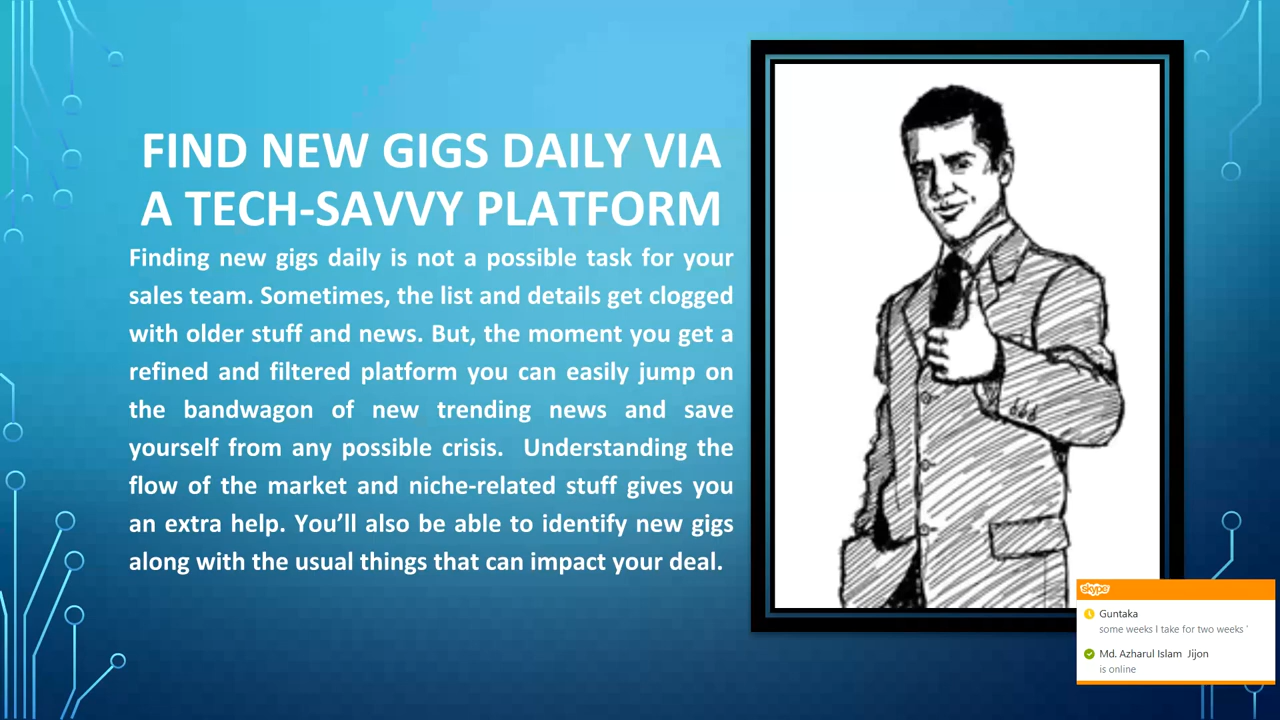 FIND NEW GIGS DAILY VIA
A TECH-SAVVY PLATFORM
Finding new gigs daily is not a possible task for your
sales team. Sometimes, the list and details get clogged
with older stuff and news. But, the moment you get a
refined and filtered platform you can easily jump on
the bandwagon of new trending news and save
yourself from any possible crisis.  Understanding the
flow of the market and niche-related stuff gives you
an extra help. You’ll also be able to identify new gigs
along with the usual things that can impact your deal.
skype
Guntaka
some weeks I take for two weeks `
Md. Azharul Islam  Jijon
is online